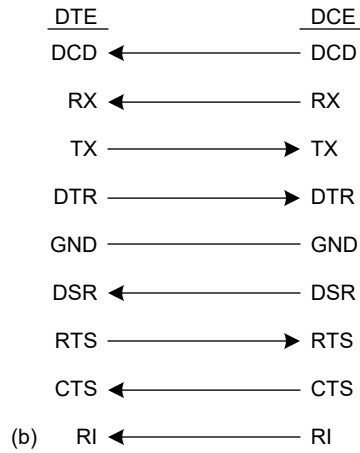 DTE DCE
DCD DCD
RX RX
TX TX
DTR DTR
GND GND
DSR DSR
RTS RTS
CTS CTS
(b) RI RI